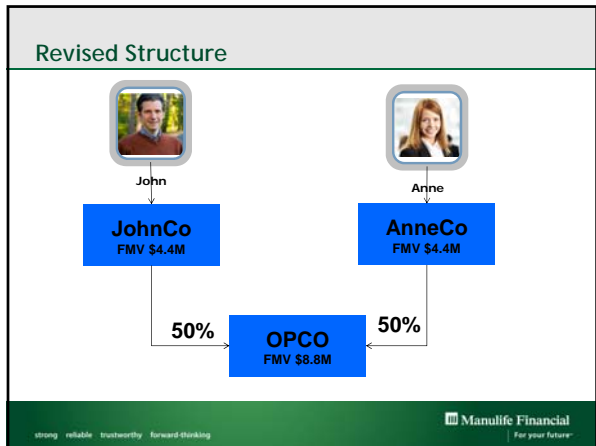 Revised Structure
John
Anne
JohnCo
FMV $4.4M
AnneCo
FMV $4.4M
50%
50%
OPCO
FMV $8.8M
strong reliable trustworthy forward-thinking
Manulife Financial
For your future™